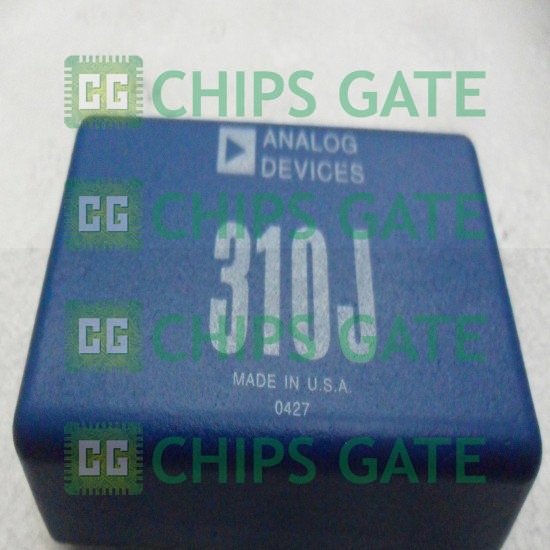 CG CHIPS GATE
ANALOG
DEVICES
CG CHIPS GATE
310J
CG CHIPS GATE
MADE IN U.S.A.
0427
CG CHIPS GATE